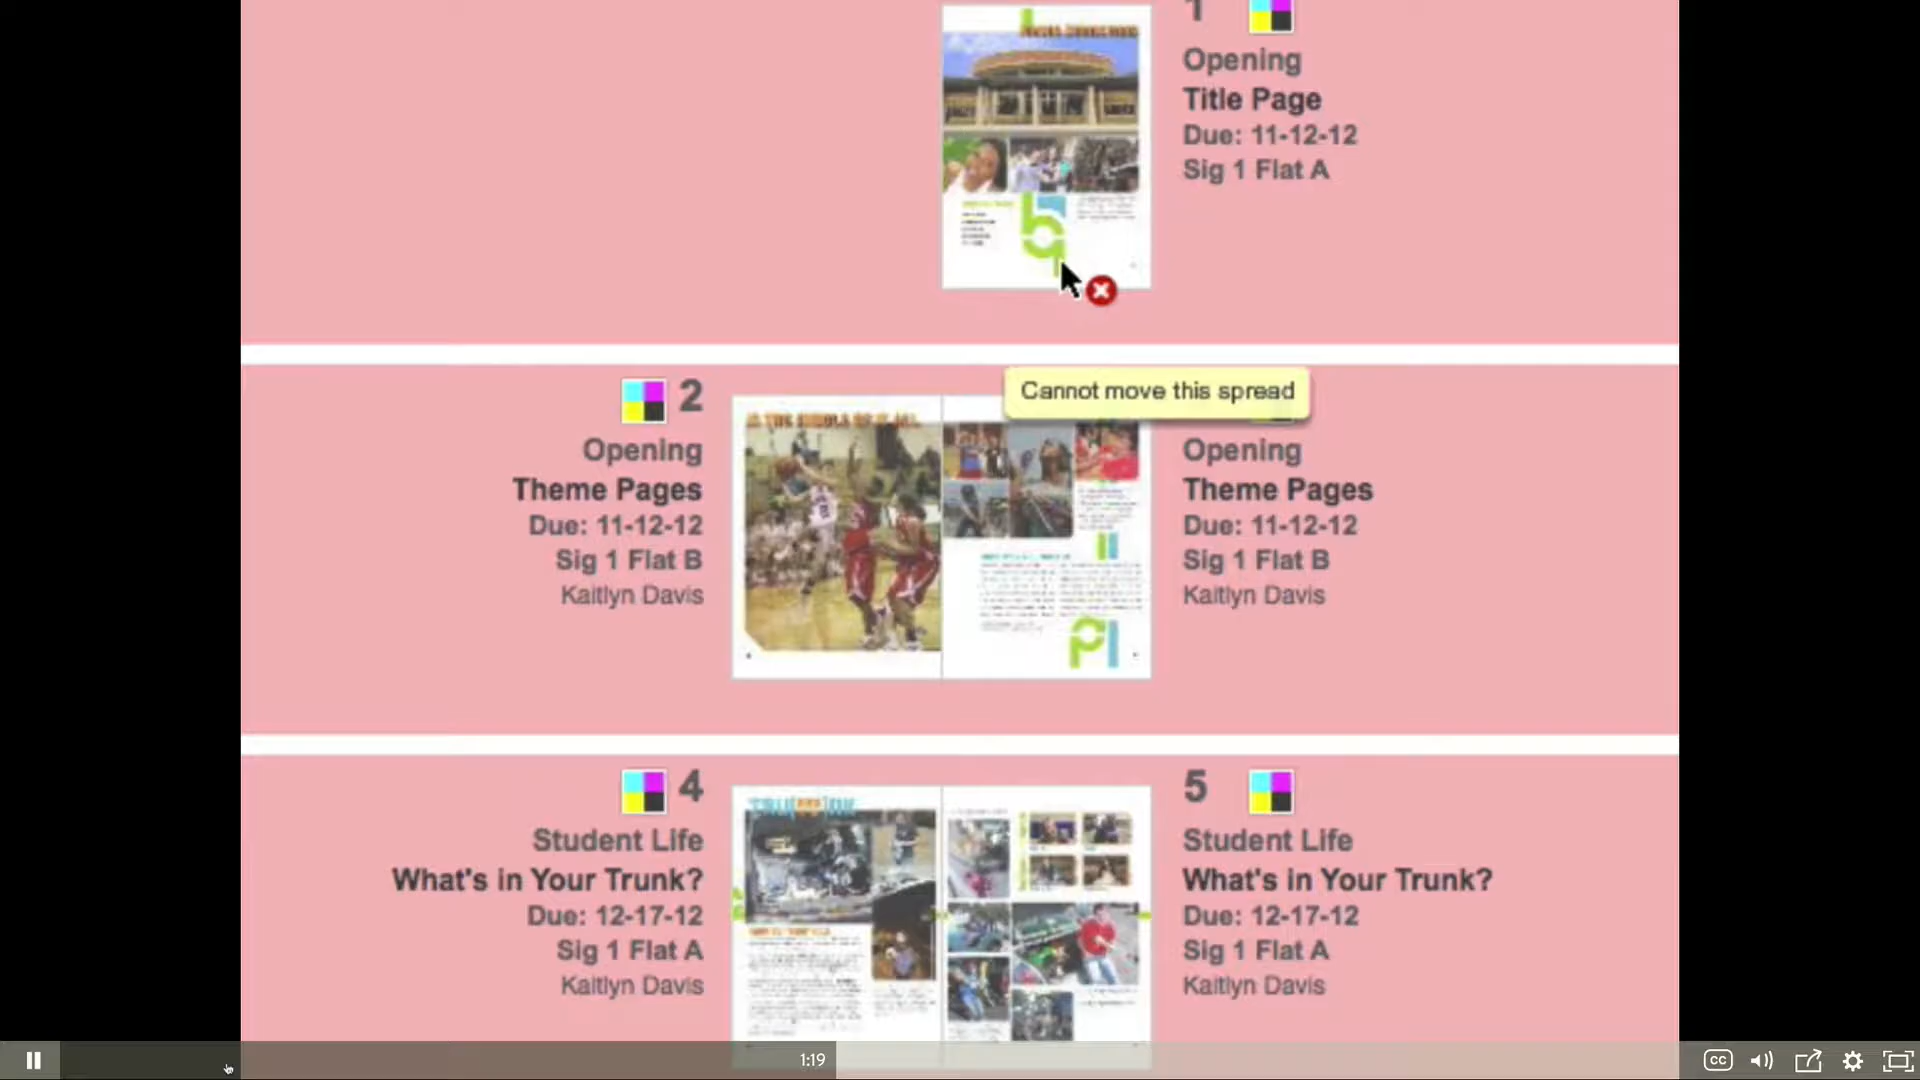 1
Opening
Title Page
Due: 11-12-12
Sig 1 Flat A
Cannot move this spread
2
Opening
Theme Pages
Due: 11-12-12
Sig 1 Flat B
Kaitlyn Davis
Opening
Theme Pages
Due: 11-12-12
Sig 1 Flat B
Kaitlyn Davis
4
Student Life
What's in Your Trunk?
Due: 12-17-12
Sig 1 Flat A
Kaitlyn Davis
5
Student Life
What's in Your Trunk?
Due: 12-17-12
Sig 1 Flat A
Kaitlyn Davis
1:19
CC